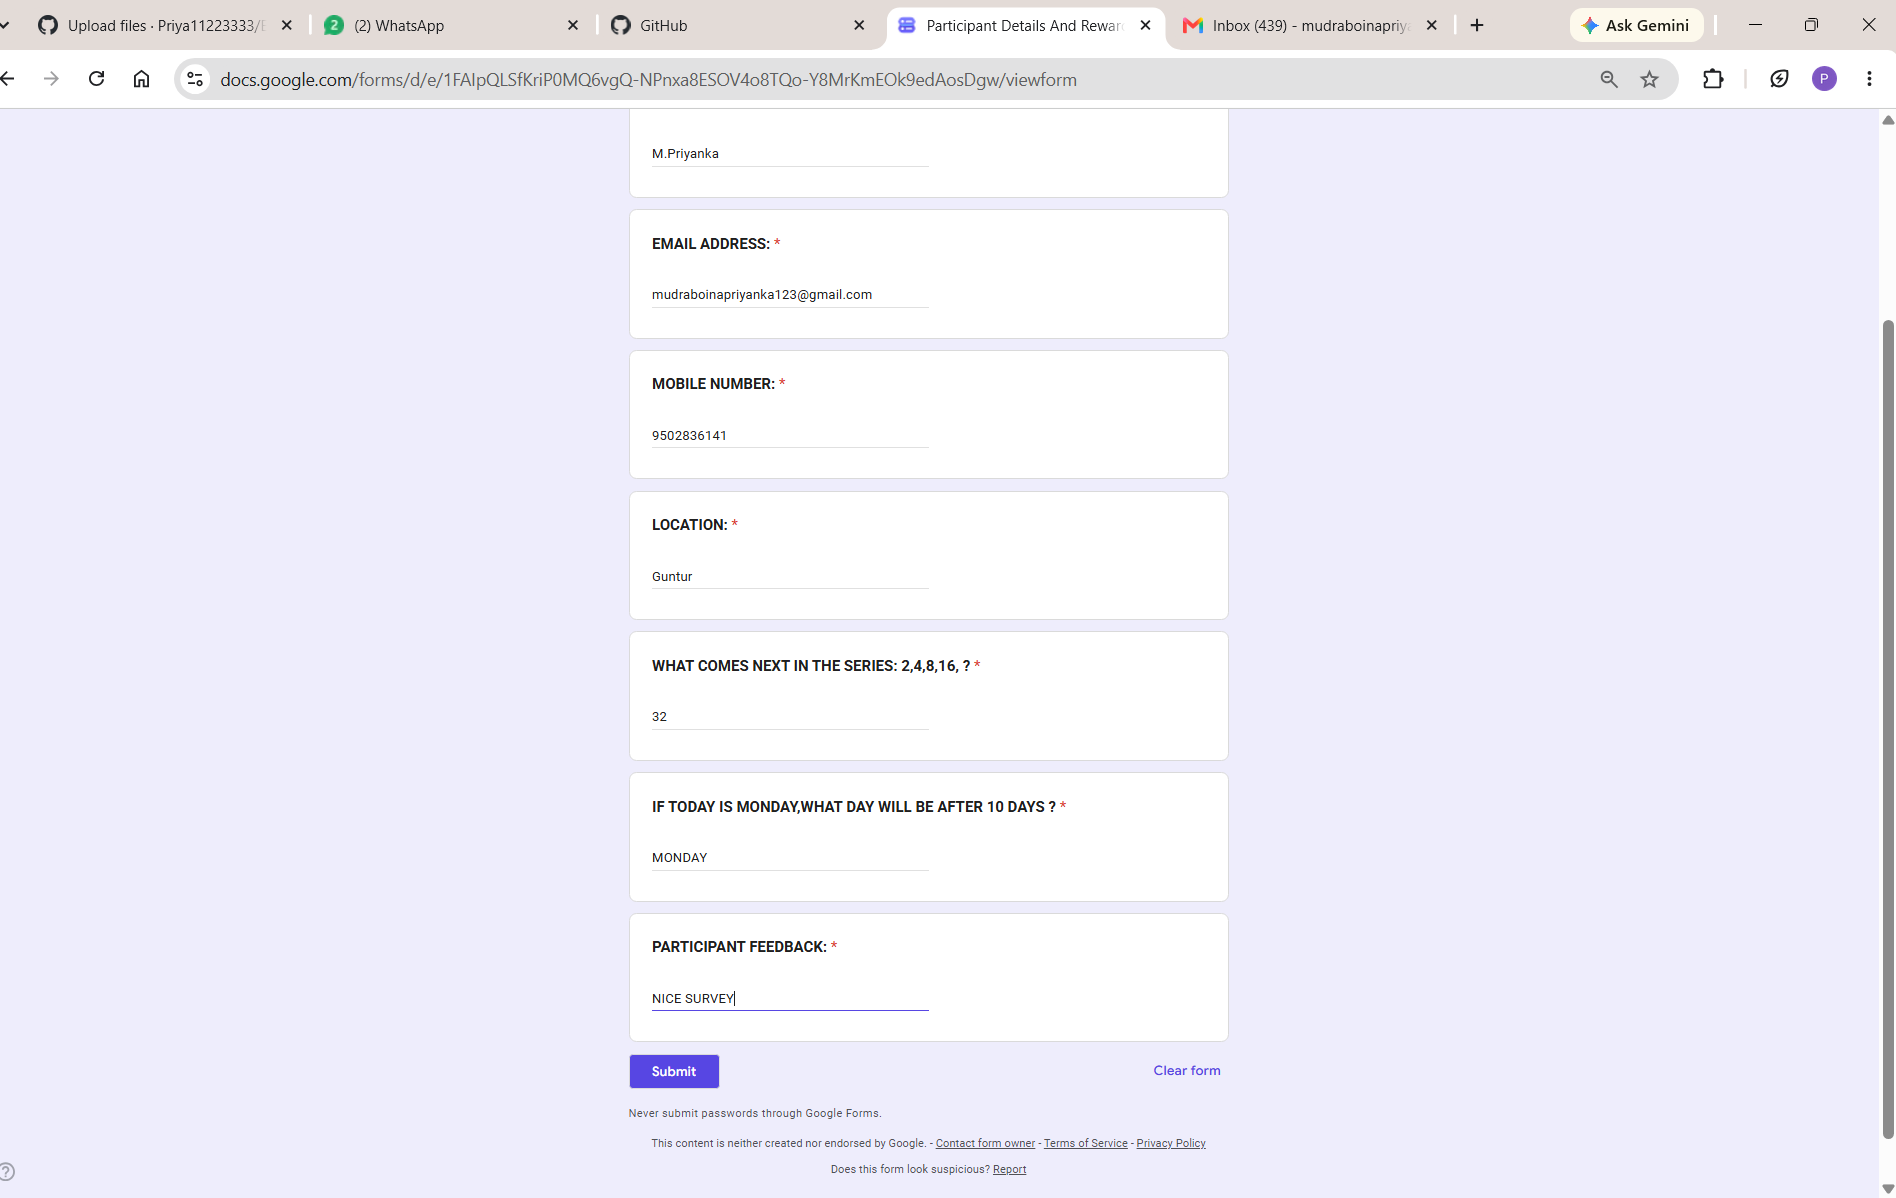 Upload files · Priya11223333/E
2 (2) WhatsApp
GitHub
Participant Details And Rewar
Inbox (439) - mudraboinapriya
Ask Gemini
docs.google.com/forms/d/e/1FAIpQLSfKriP0MQ6vgQ-NPnxa8ESOV4o8TQo-Y8MrKmEOk9edAosDgw/viewform
P
M.Priyanka
EMAIL ADDRESS: *
mudraboinapriyanka123@gmail.com
MOBILE NUMBER: *
9502836141
LOCATION: *
Guntur
WHAT COMES NEXT IN THE SERIES: 2,4,8,16, ? *
32
IF TODAY IS MONDAY,WHAT DAY WILL BE AFTER 10 DAYS ? *
MONDAY
PARTICIPANT FEEDBACK: *
NICE SURVEY
Submit
Clear form
Never submit passwords through Google Forms.
This content is neither created nor endorsed by Google. - Contact form owner - Terms of Service - Privacy Policy
Does this form look suspicious? Report